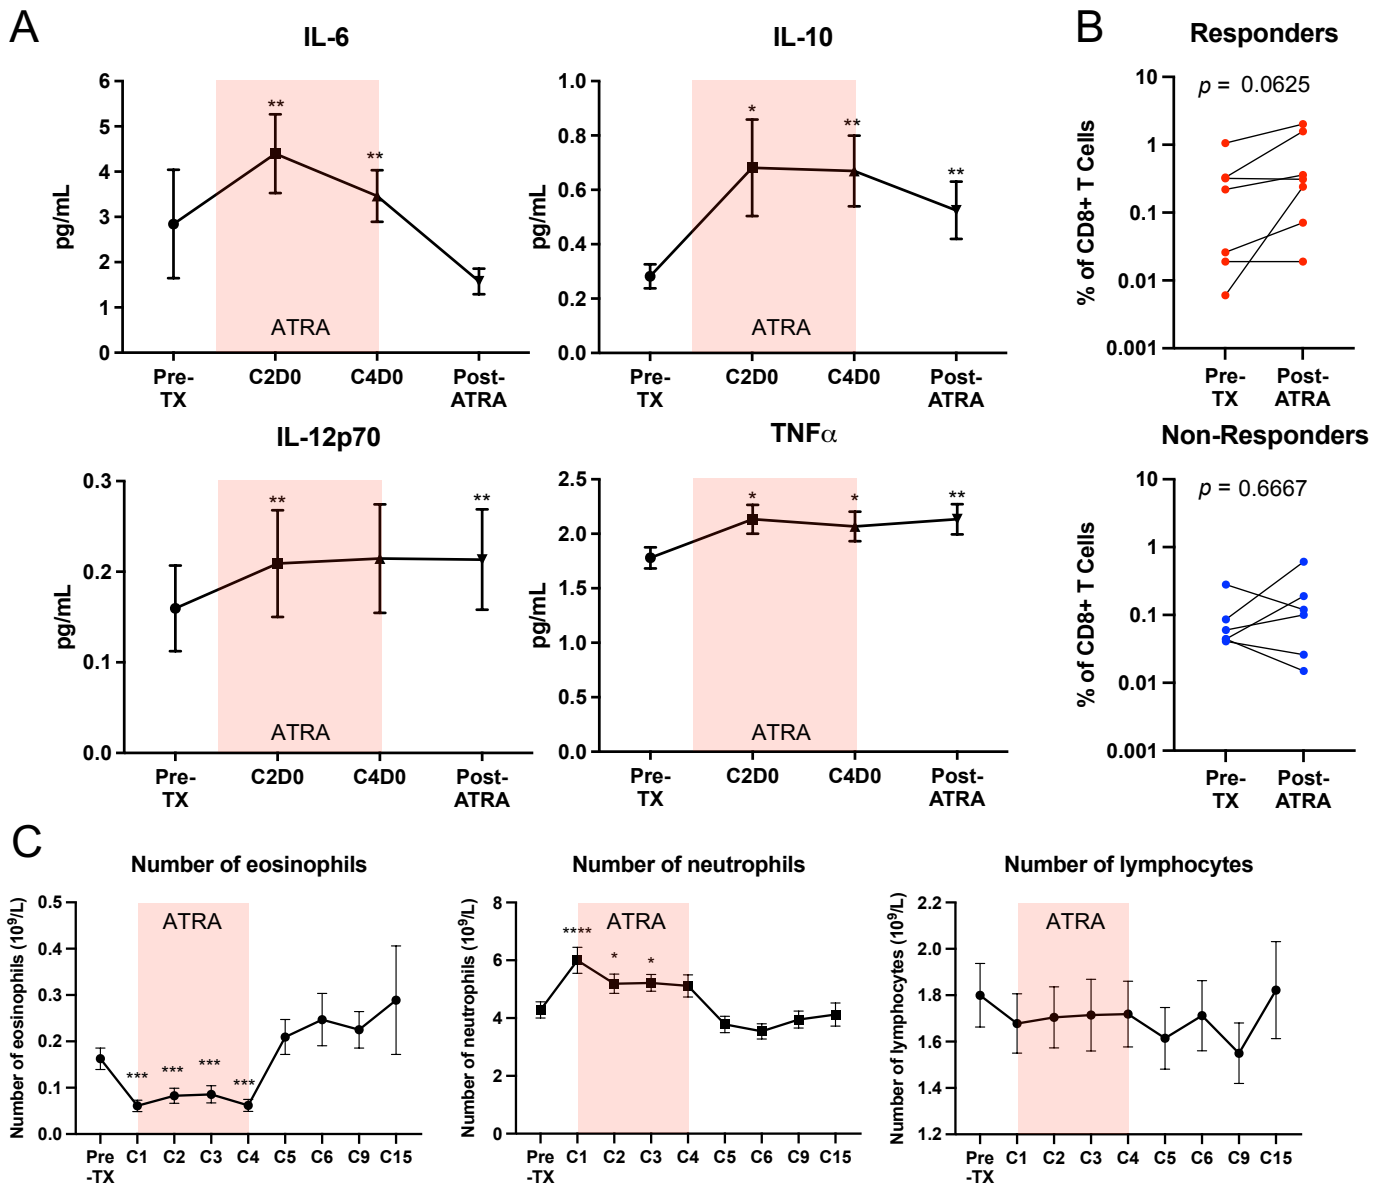 A
IL-6
pg/mL
6
5
4
3
2
1
0
**
**
ATRA
Pre-
TX
C2D0
C4D0
Post-
ATRA
IL-10
pg/mL
1.0
0.8
0.6
0.4
0.2
0.0
*
**
**
ATRA
Pre-
TX
C2D0
C4D0
Post-
ATRA
IL-12p70
pg/mL
0.3
0.2
0.1
0.0
**
**
ATRA
Pre-
TX
C2D0
C4D0
Post-
ATRA
TNFα
pg/mL
2.5
2.0
1.5
1.0
0.5
0.0
*
*
**
ATRA
Pre-
TX
C2D0
C4D0
Post-
ATRA
B
Responders
p = 0.0625
% of CD8+ T Cells
10
1
0.1
0.01
0.001
Pre-
TX
Post-
ATRA
Non-Responders
p = 0.6667
% of CD8+ T Cells
10
1
0.1
0.01
0.001
Pre-
TX
Post-
ATRA
C
Number of eosinophils
Number of eosinophils (10⁹/L)
0.5
0.4
0.3
0.2
0.1
0.0
ATRA
***
***
***
***
Pre
-TX
C1
C2
C3
C4
C5
C6
C9
C15
Number of neutrophils
Number of neutrophils (10⁹/L)
8
6
4
2
0
ATRA
****
*
*
Pre
-TX
C1
C2
C3
C4
C5
C6
C9
C15
Number of lymphocytes
Number of lymphocytes (10⁹/L)
2.2
2.0
1.8
1.6
1.4
1.2
ATRA
Pre
-TX
C1
C2
C3
C4
C5
C6
C9
C15